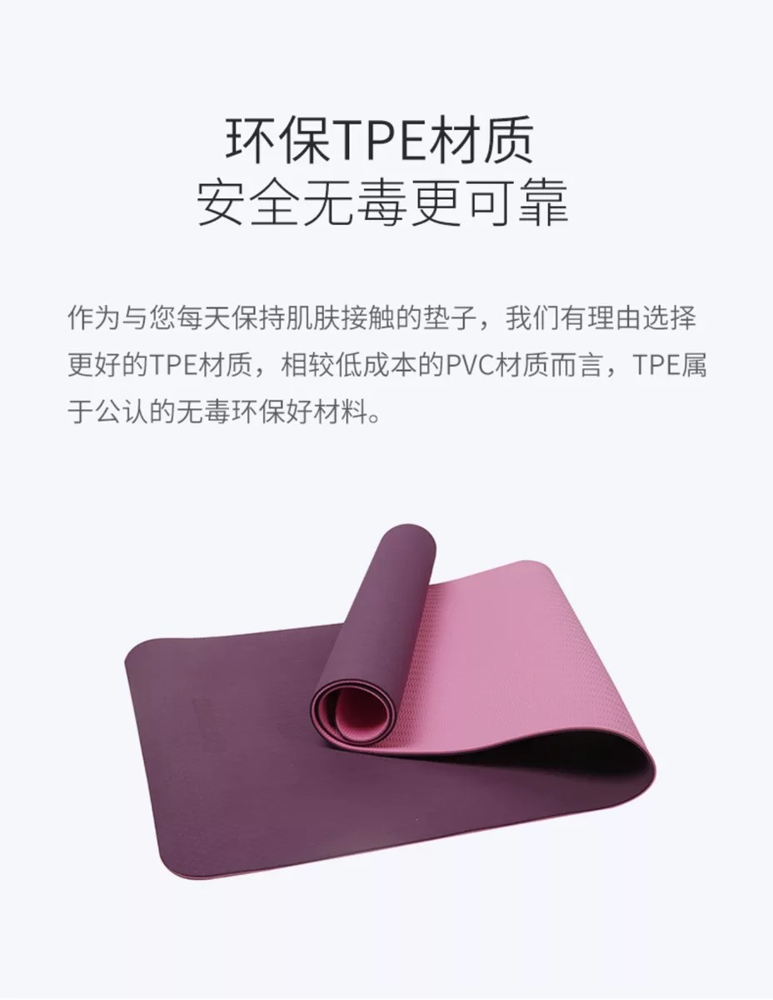 环保TPE材质
安全无毒更可靠
作为与您每天保持肌肤接触的垫子，我们有理由选择
更好的TPE材质，相较低成本的PVC材质而言，TPE属
于公认的无毒环保好材料。